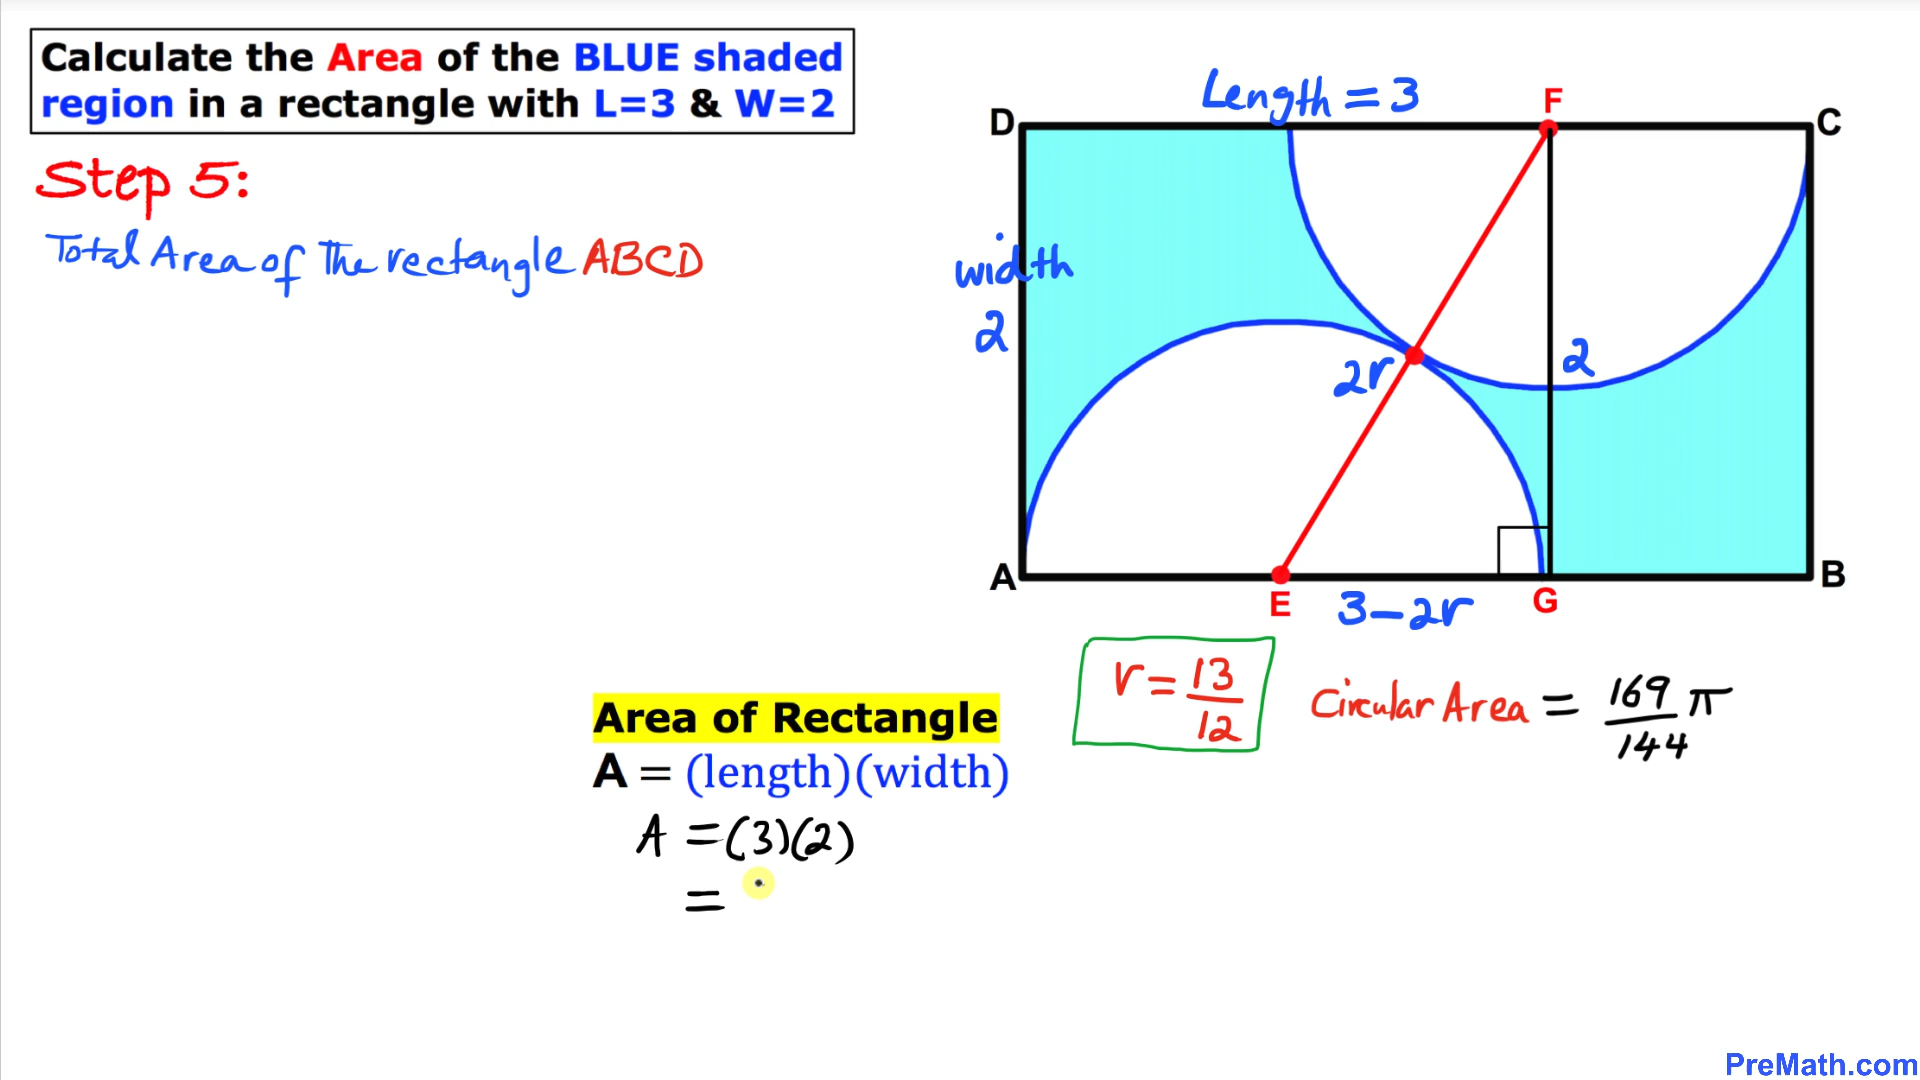 Calculate the Area of the BLUE shaded
region in a rectangle with L=3 & W=2
Step 5:
Total Area of The rectangle ABCD
Length = 3
F
D
C
width
2
2r
2
A
B
E
3-2r
G
r = 13/12
Circular Area = 169/144 π
Area of Rectangle
A = (length)(width)
A = (3)(2)
=
PreMath.com